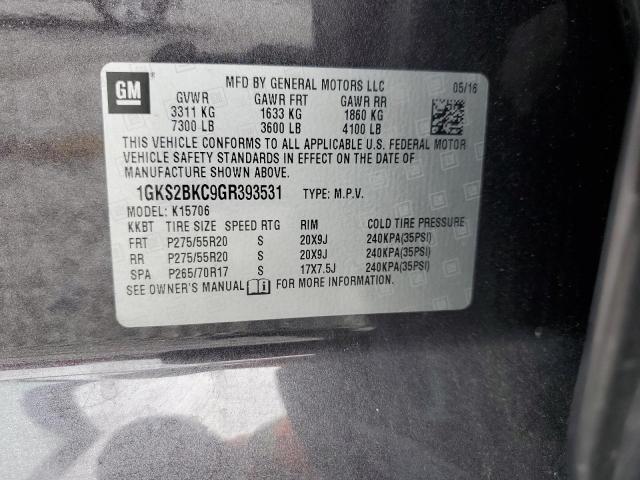 GM
MFD BY GENERAL MOTORS LLC 05/16
GVWR GAWR FRT GAWR RR
3311 KG 1633 KG 1860 KG
7300 LB 3600 LB 4100 LB
THIS VEHICLE CONFORMS TO ALL APPLICABLE U.S. FEDERAL MOTOR
VEHICLE SAFETY STANDARDS IN EFFECT ON THE DATE OF
MANUFACTURE SHOWN ABOVE.
1GKS2BKC9GR393531 TYPE: M.P.V.
MODEL: K15706
KKBT TIRE SIZE SPEED RTG RIM COLD TIRE PRESSURE
FRT P275/55R20 S 20X9J 240KPA(35PSI)
RR P275/55R20 S 20X9J 240KPA(35PSI)
SPA P265/70R17 S 17X7.5J 240KPA(35PSI)
SEE OWNER'S MANUAL FOR MORE INFORMATION.